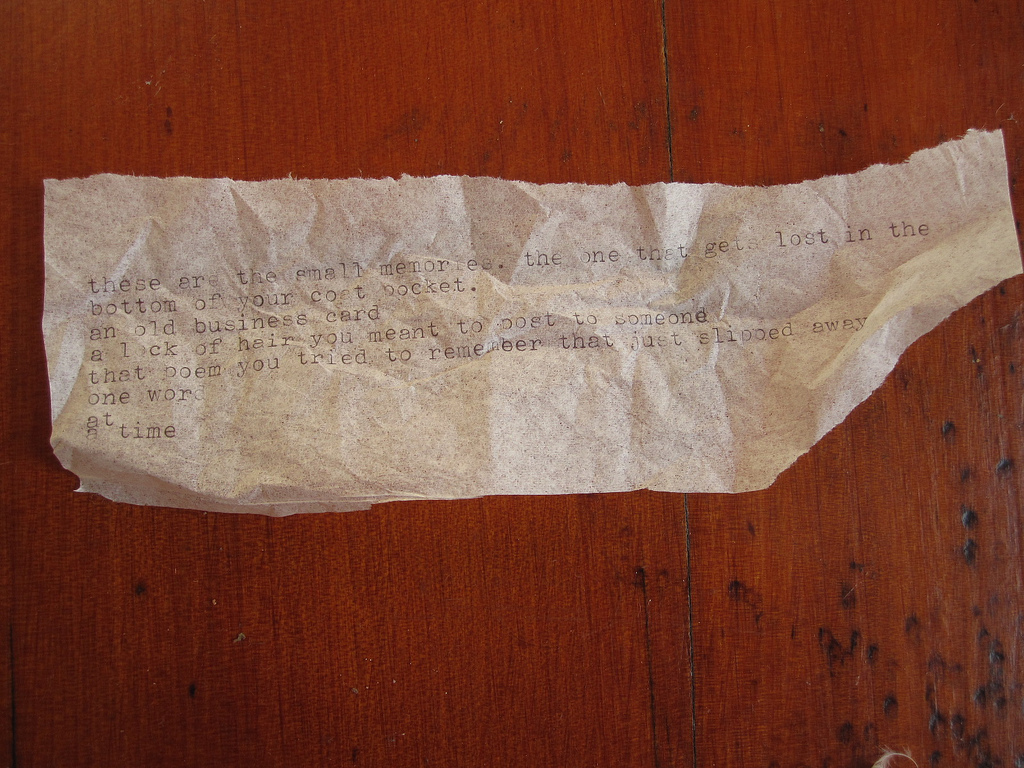 these are the small memories. the one that gets lost in the
bottom of your coat pocket.
an old business card
a lock of hair you meant to post to someone
that poem you tried to remember that just slipped away
one word
at
a time